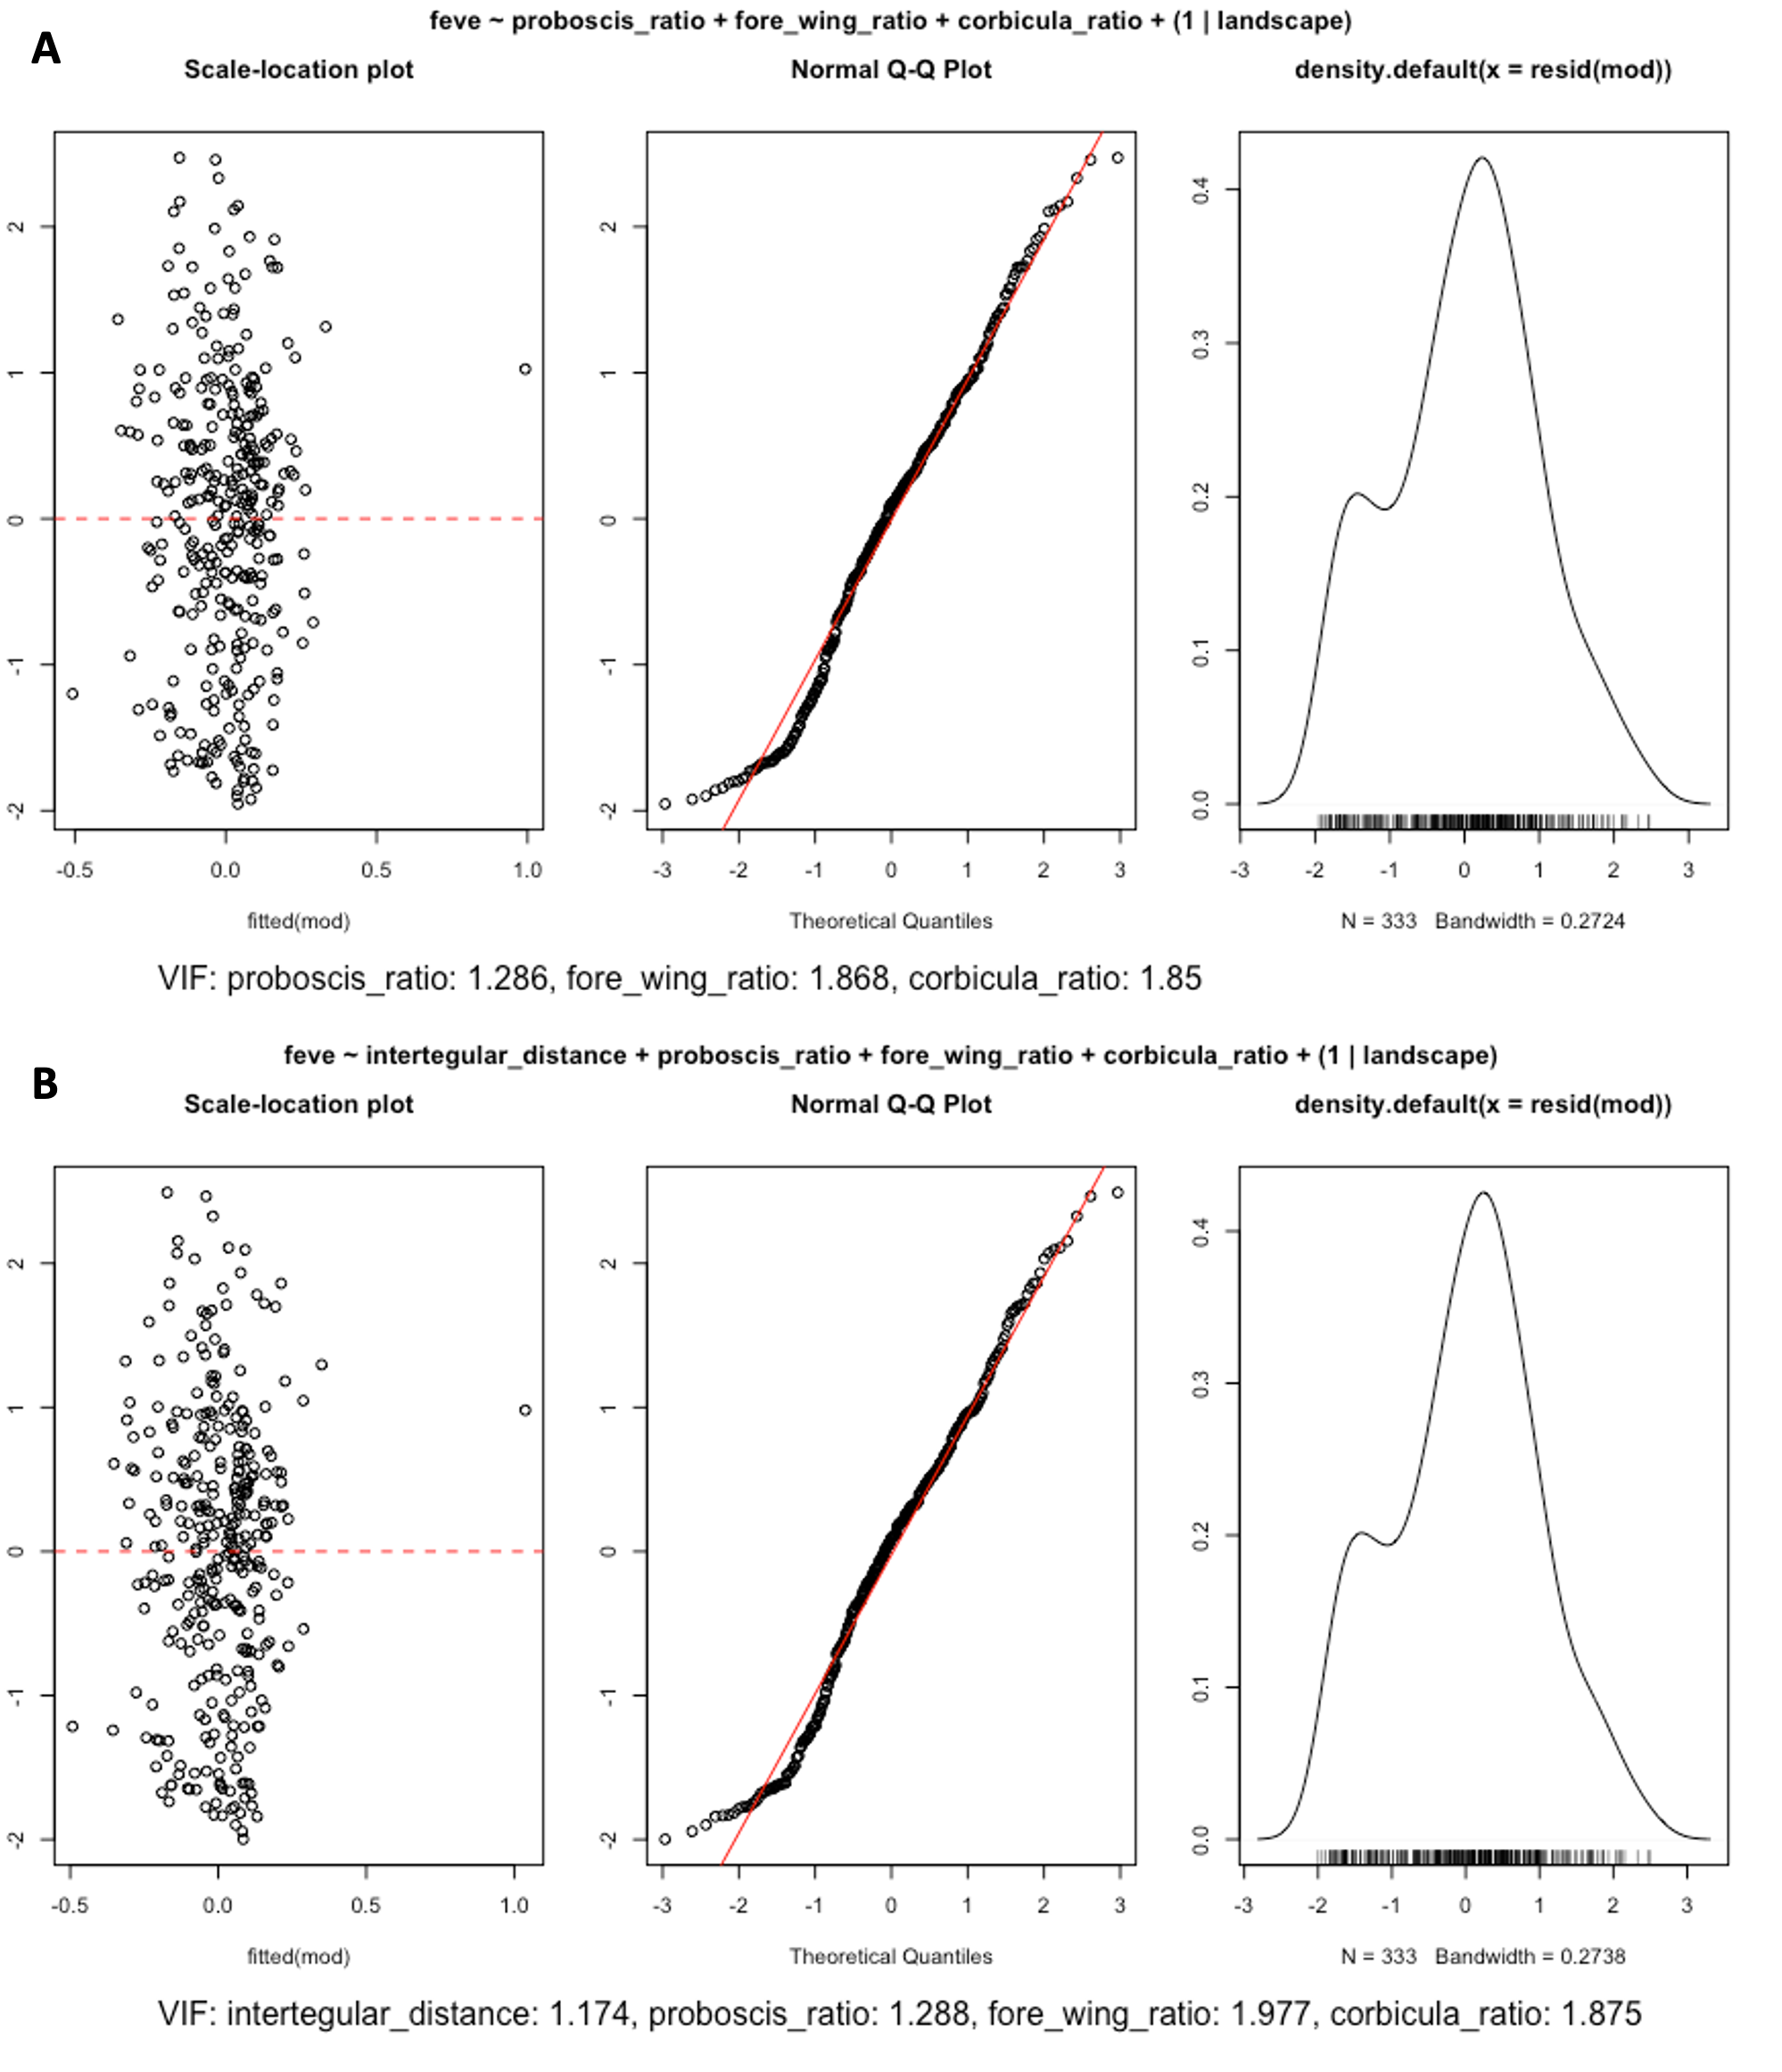 feve ~ proboscis_ratio + fore_wing_ratio + corbicula_ratio + (1 | landscape)
A
Scale-location plot
Normal Q-Q Plot
density.default(x = resid(mod))
2
1
0
-1
-2
-0.5 0.0 0.5 1.0
fitted(mod)
2
1
0
-1
-2
-3 -2 -1 0 1 2 3
Theoretical Quantiles
0.4
0.3
0.2
0.1
0.0
-3 -2 -1 0 1 2 3
N = 333 Bandwidth = 0.2724
VIF: proboscis_ratio: 1.286, fore_wing_ratio: 1.868, corbicula_ratio: 1.85
feve ~ intertegular_distance + proboscis_ratio + fore_wing_ratio + corbicula_ratio + (1 | landscape)
B
Scale-location plot
Normal Q-Q Plot
density.default(x = resid(mod))
2
1
0
-1
-2
-0.5 0.0 0.5 1.0
fitted(mod)
2
1
0
-1
-2
-3 -2 -1 0 1 2 3
Theoretical Quantiles
0.4
0.3
0.2
0.1
0.0
-3 -2 -1 0 1 2 3
N = 333 Bandwidth = 0.2738
VIF: intertegular_distance: 1.174, proboscis_ratio: 1.288, fore_wing_ratio: 1.977, corbicula_ratio: 1.875